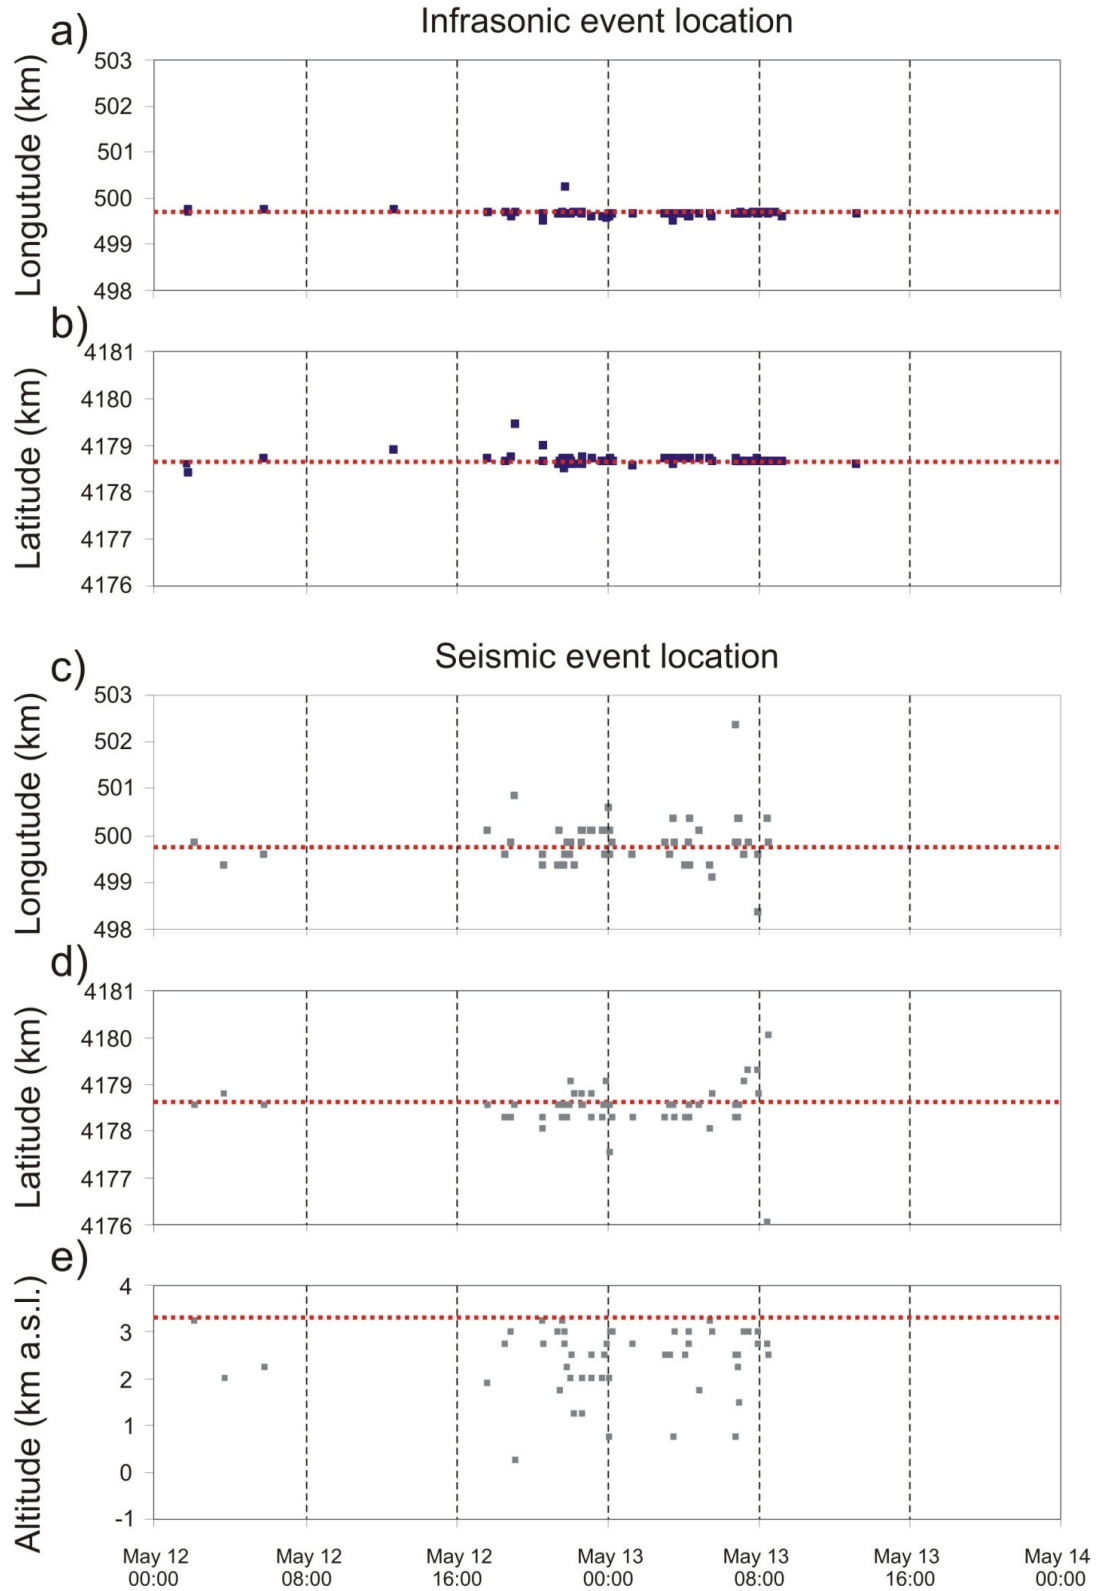 Infrasonic event location
a)
Longutude (km)
503
502
501
500
499
498
b)
Latitude (km)
4181
4180
4179
4178
4177
4176
Seismic event location
c)
Longutude (km)
503
502
501
500
499
498
d)
Latitude (km)
4181
4180
4179
4178
4177
4176
e)
Altitude (km a.s.l.)
4
3
2
1
0
-1
May 12 May 12 May 12 May 13 May 13 May 13 May 14
00:00 08:00 16:00 00:00 08:00 16:00 00:00